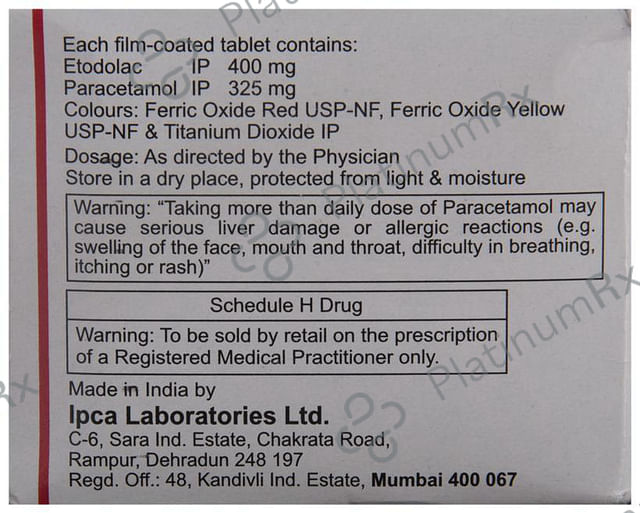 Each film-coated tablet contains:
Etodolac IP 400 mg
Paracetamol IP 325 mg
Colours: Ferric Oxide Red USP-NF, Ferric Oxide Yellow
USP-NF & Titanium Dioxide IP
Dosage: As directed by the Physician
Store in a dry place, protected from light & moisture
Warning: “Taking more than daily dose of Paracetamol may
cause serious liver damage or allergic reactions (e.g.
swelling of the face, mouth and throat, difficulty in breathing,
itching or rash)”
Schedule H Drug
Warning: To be sold by retail on the prescription
of a Registered Medical Practitioner only.
Made in India by
Ipca Laboratories Ltd.
C-6, Sara Ind. Estate, Chakrata Road,
Rampur, Dehradun 248 197
Regd. Off.: 48, Kandivli Ind. Estate, Mumbai 400 067
PlatinumRx
PlatinumRx